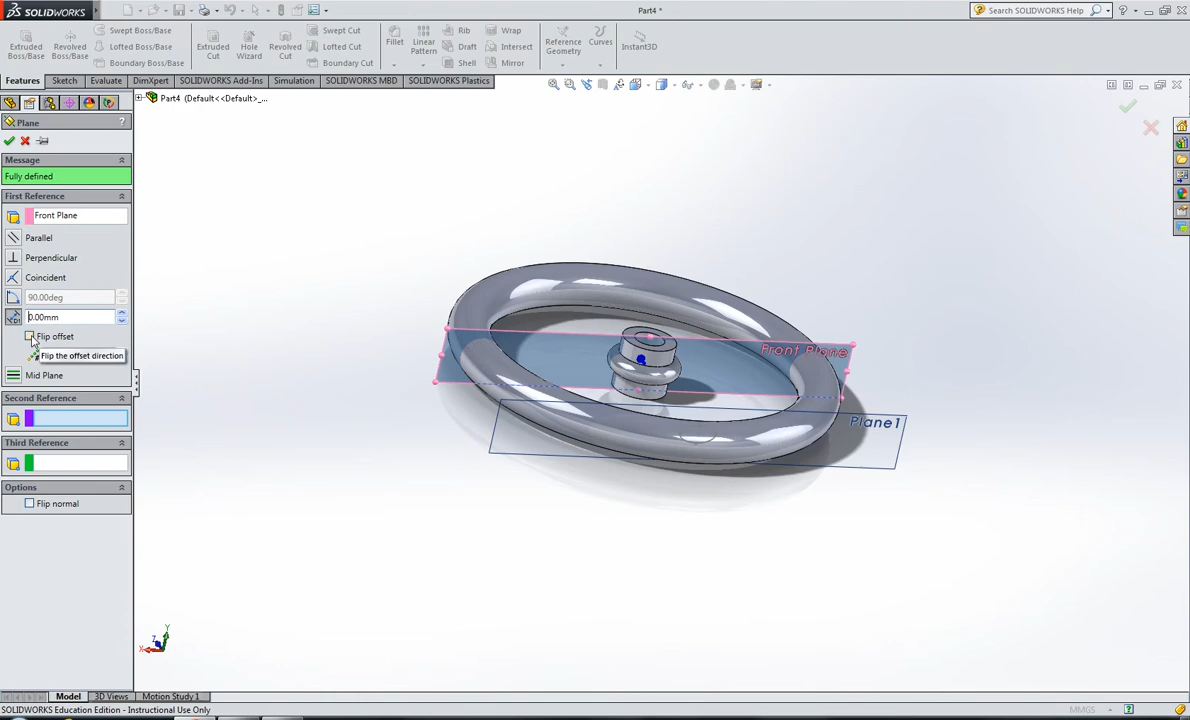 SOLIDWORKS
Part4 *
Search SOLIDWORKS Help
Extruded Boss/Base
Revolved Boss/Base
Swept Boss/Base
Lofted Boss/Base
Boundary Boss/Base
Extruded Cut
Hole Wizard
Revolved Cut
Swept Cut
Lofted Cut
Boundary Cut
Fillet
Linear Pattern
Rib
Draft
Shell
Wrap
Intersect
Mirror
Reference Geometry
Curves
Instant3D
Features
Sketch
Evaluate
DimXpert
SOLIDWORKS Add-Ins
Simulation
SOLIDWORKS MBD
SOLIDWORKS Plastics
Part4 (Default<<Default>_...
Plane
?
Message
Fully defined
First Reference
Front Plane
Parallel
Perpendicular
Coincident
90.00deg
0.00mm
Flip offset
Flip the offset direction
Mid Plane
Second Reference
Third Reference
Options
Flip normal
Front Plane
Plane1
Y
Z
X
Model
3D Views
Motion Study 1
SOLIDWORKS Education Edition - Instructional Use Only
MMGS